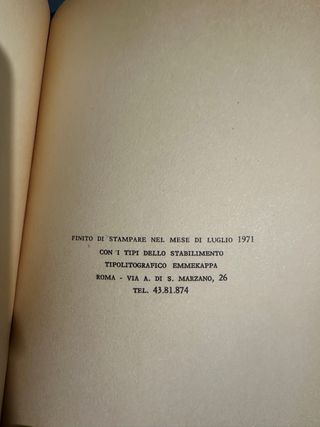 FINITO DI STAMPARE NEL MESE DI LUGLIO 1971
CON I TIPI DELLO STABILIMENTO
TIPOLITOGRAFICO EMMEKAPPA
ROMA - VIA A. DI S. MARZANO, 26
TEL. 43.81.874